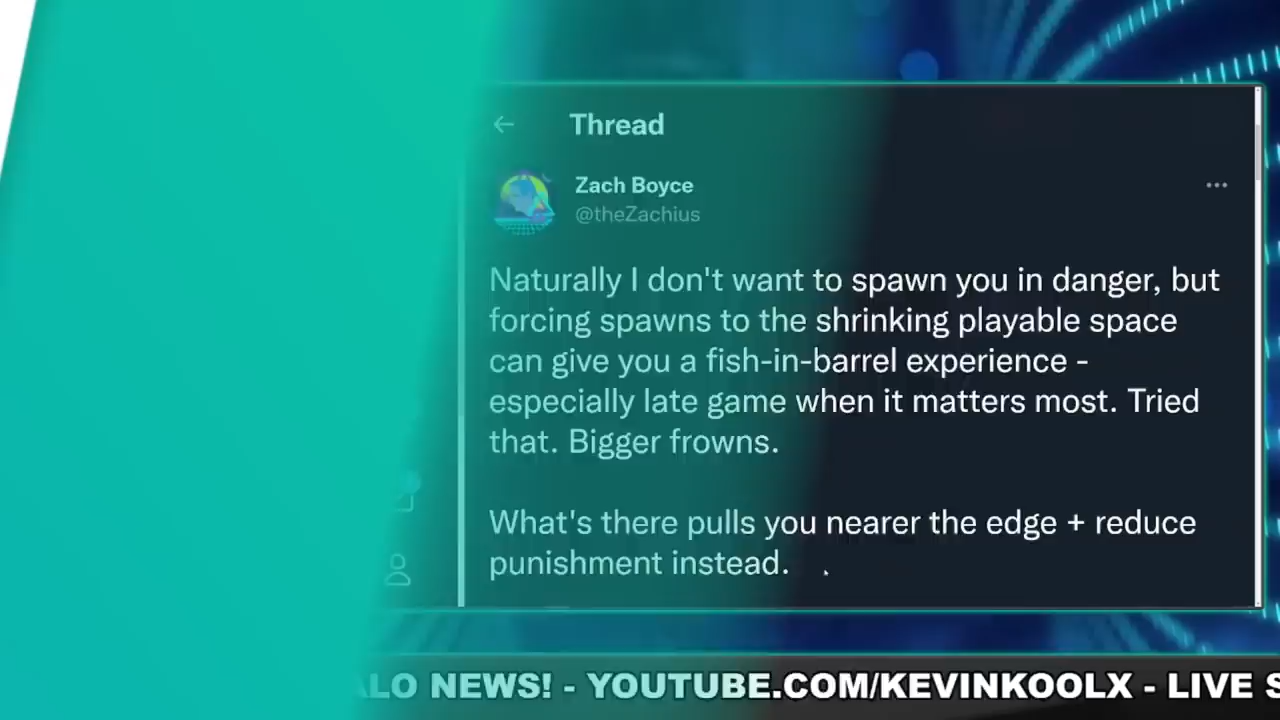 Thread
Zach Boyce
@theZachius
Naturally I don't want to spawn you in danger, but
forcing spawns to the shrinking playable space
can give you a fish-in-barrel experience -
especially late game when it matters most. Tried
that. Bigger frowns.
What's there pulls you nearer the edge + reduce
punishment instead.
LO NEWS! - YOUTUBE.COM/KEVINKOOLX - LIVE S